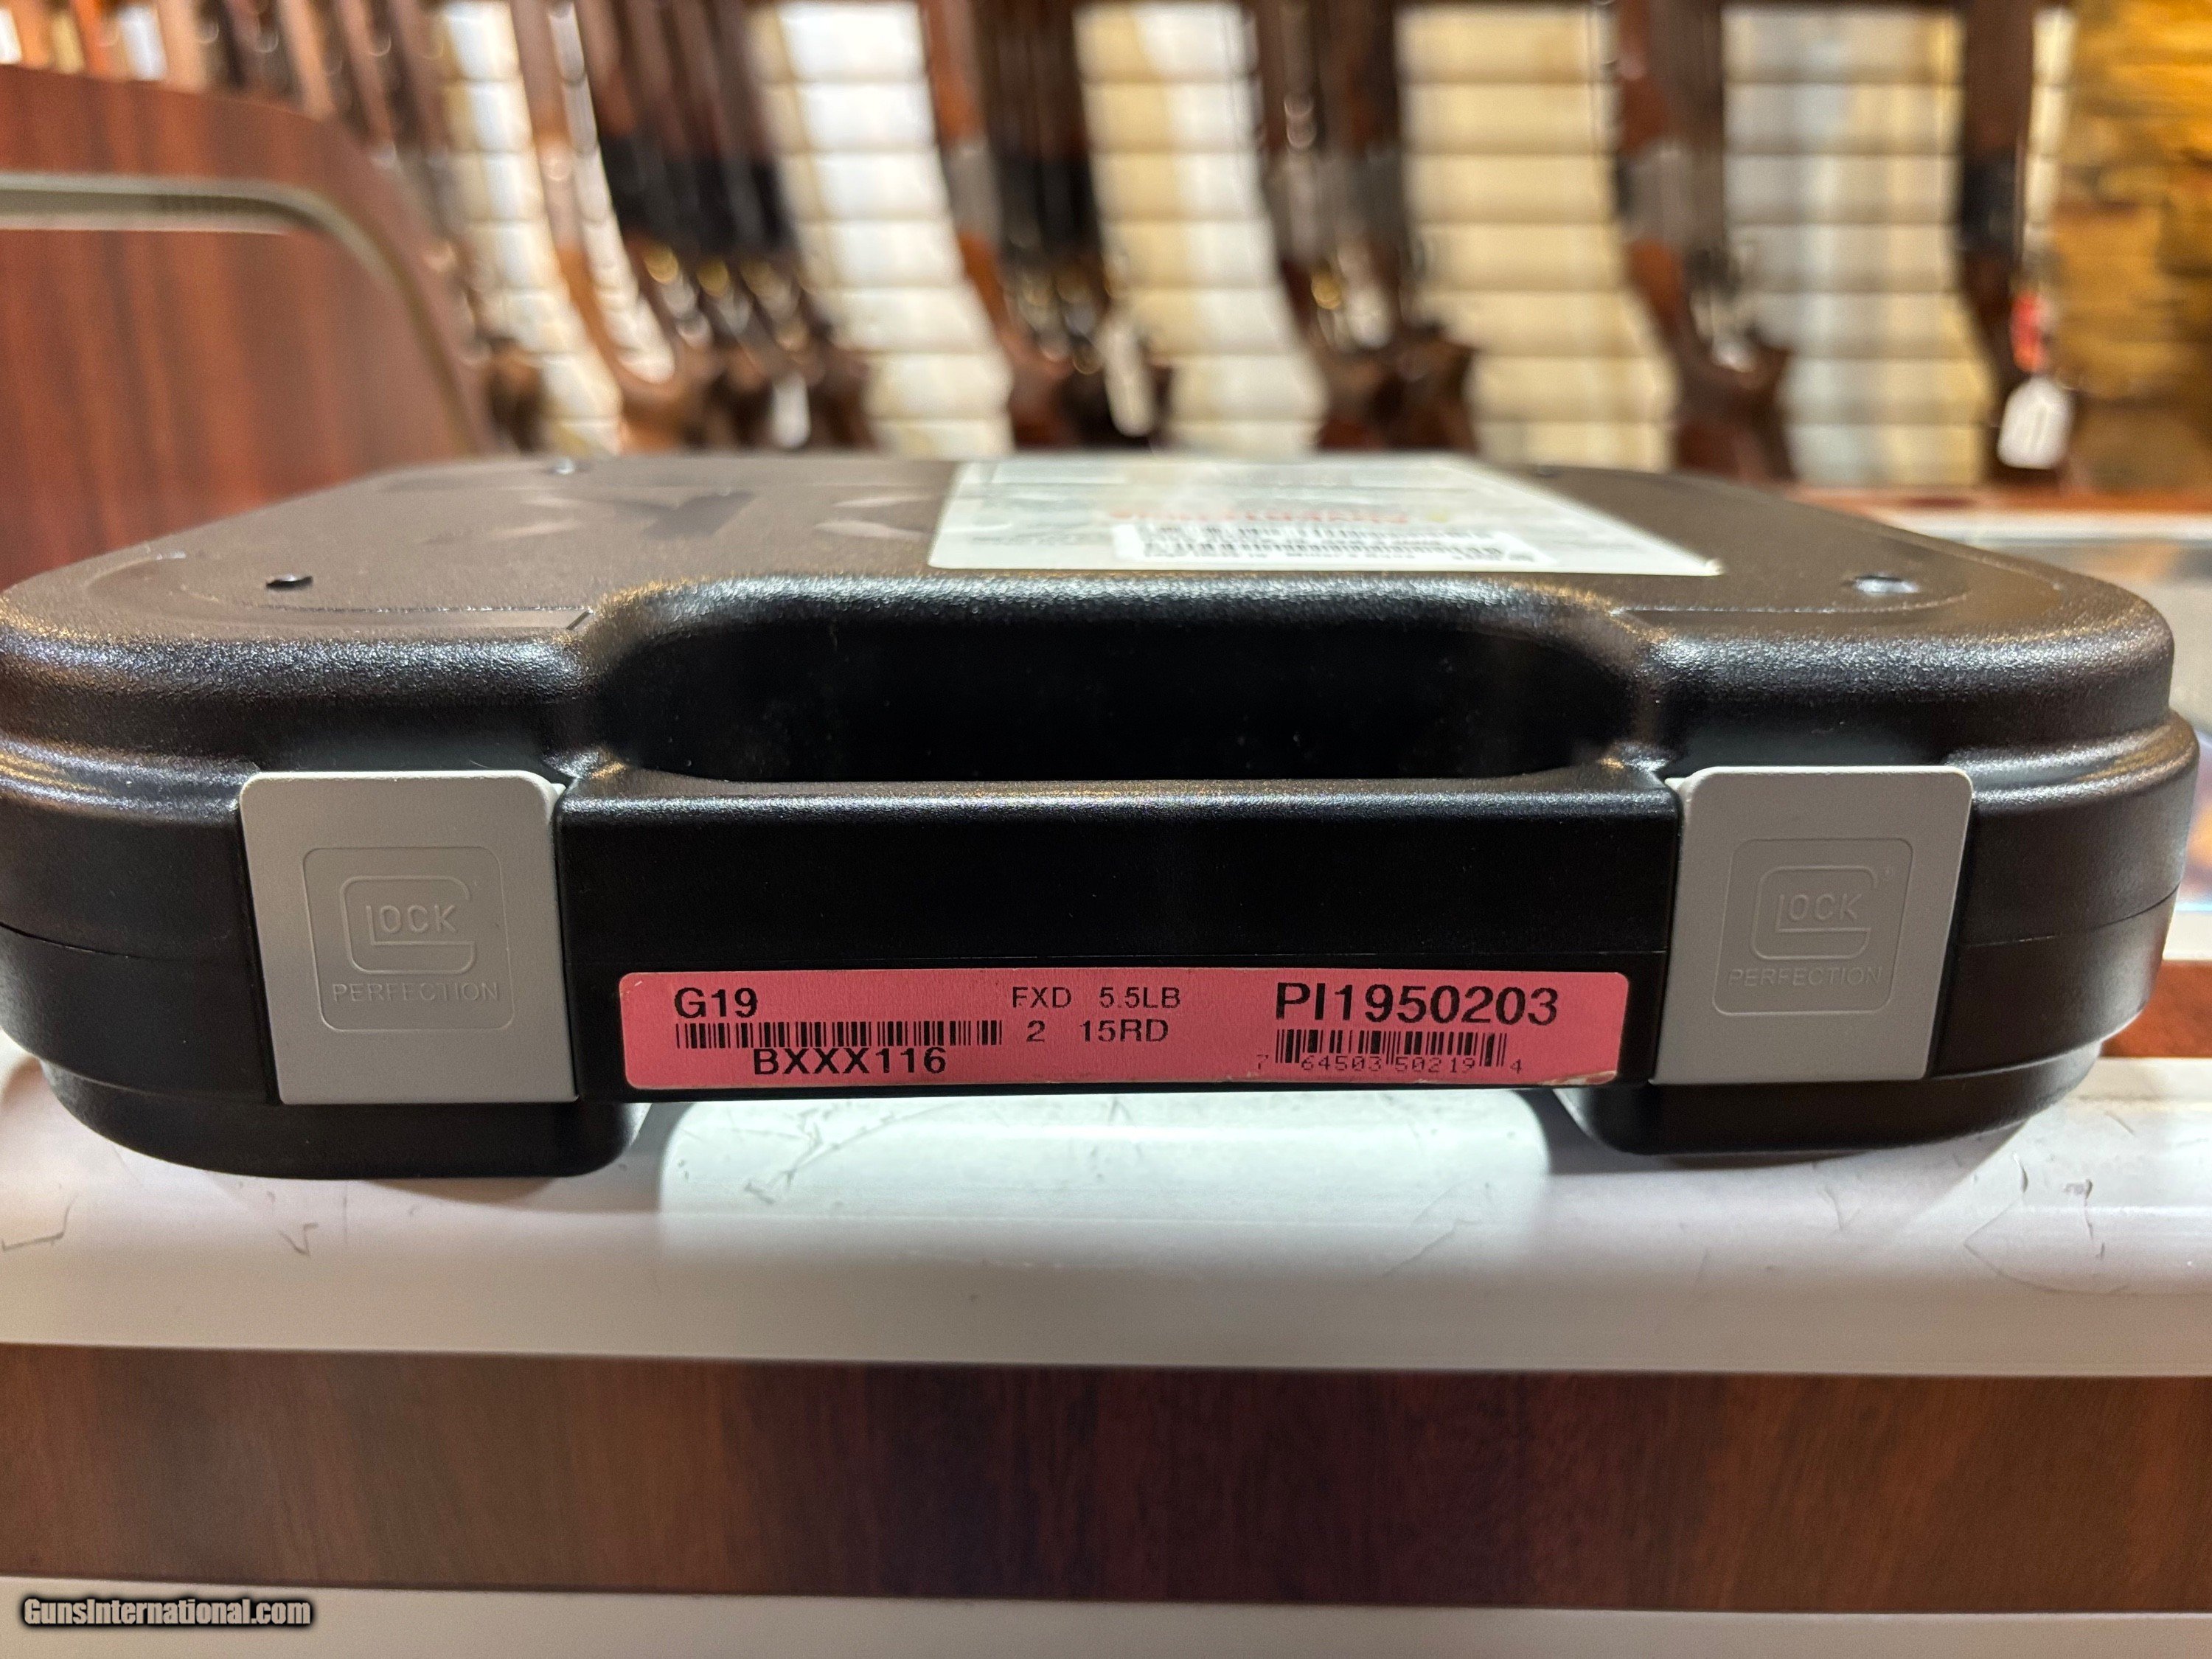 GLOCK
PERFECTION
GLOCK
PERFECTION
G19 FXD 5.5LB PI1950203
2 15RD
BXXX116
7 64503 50219 4
GunsInternational.com